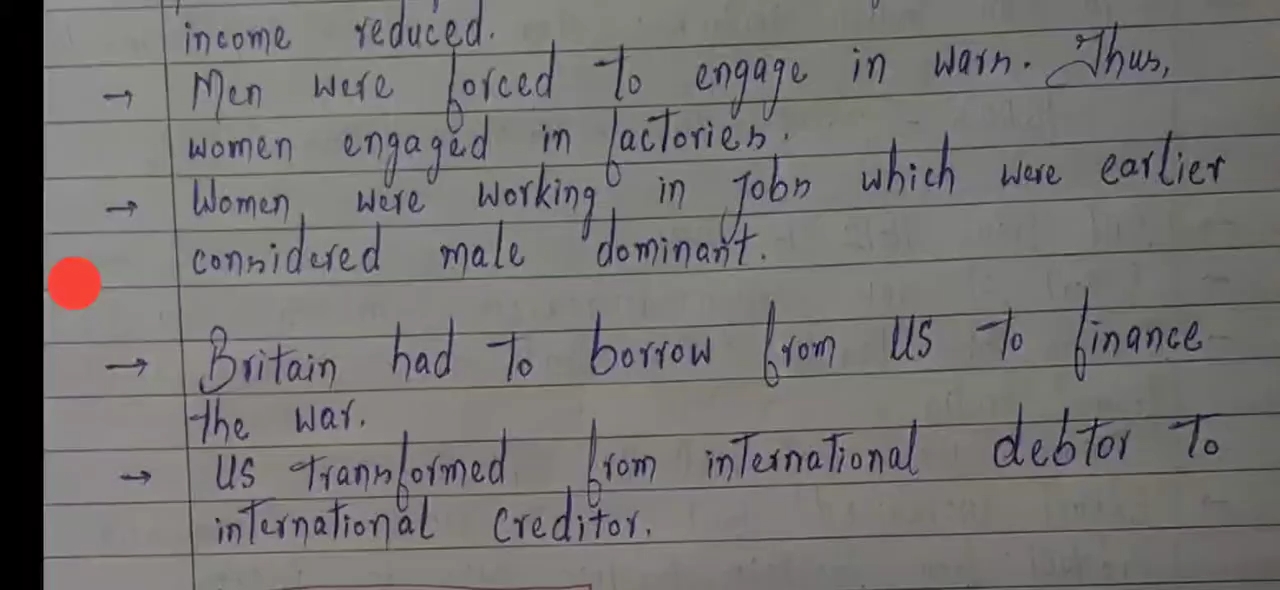 income reduced.
→ Men were forced to engage in wars. Thus,
women engaged in factories.
→ Women were working in jobs which were earlier
considered male dominant.
→ Britain had to borrow from US to finance
the war.
→ US transformed from international debtor to
international creditor.